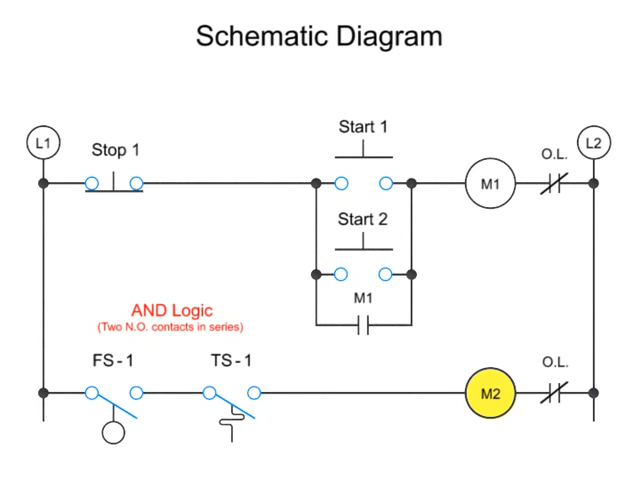 Schematic Diagram
Start 1
L1
Stop 1
O.L.
L2
M1
Start 2
M1
AND Logic
(Two N.O. contacts in series)
FS - 1
TS - 1
O.L.
M2